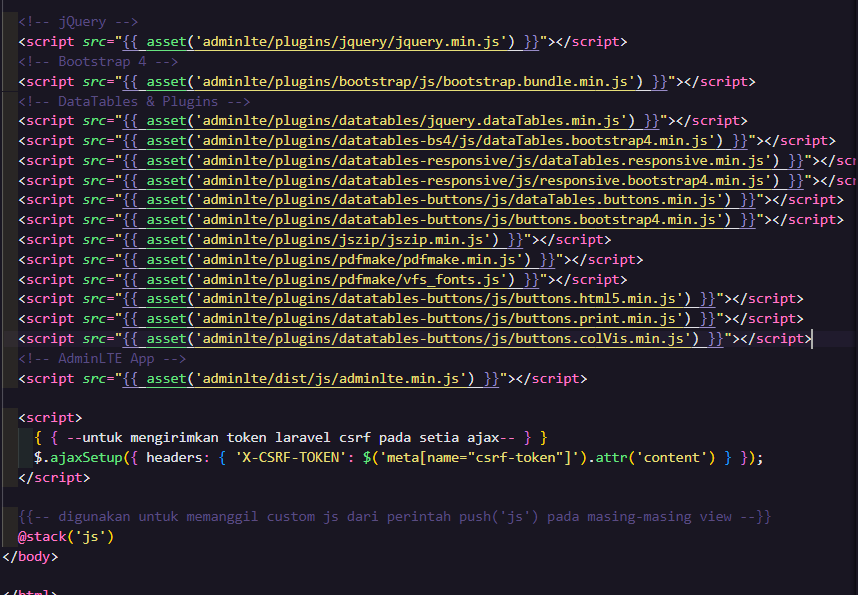 <!-- jQuery -->
<script src="{{ asset('adminlte/plugins/jquery/jquery.min.js') }}"></script>
<!-- Bootstrap 4 -->
<script src="{{ asset('adminlte/plugins/bootstrap/js/bootstrap.bundle.min.js') }}"></script>
<!-- DataTables & Plugins -->
<script src="{{ asset('adminlte/plugins/datatables/jquery.dataTables.min.js') }}"></script>
<script src="{{ asset('adminlte/plugins/datatables-bs4/js/dataTables.bootstrap4.min.js') }}"></script>
<script src="{{ asset('adminlte/plugins/datatables-responsive/js/dataTables.responsive.min.js') }}"></scr
<script src="{{ asset('adminlte/plugins/datatables-responsive/js/responsive.bootstrap4.min.js') }}"></scr
<script src="{{ asset('adminlte/plugins/datatables-buttons/js/dataTables.buttons.min.js') }}"></script>
<script src="{{ asset('adminlte/plugins/datatables-buttons/js/buttons.bootstrap4.min.js') }}"></script>
<script src="{{ asset('adminlte/plugins/jszip/jszip.min.js') }}"></script>
<script src="{{ asset('adminlte/plugins/pdfmake/pdfmake.min.js') }}"></script>
<script src="{{ asset('adminlte/plugins/pdfmake/vfs_fonts.js') }}"></script>
<script src="{{ asset('adminlte/plugins/datatables-buttons/js/buttons.html5.min.js') }}"></script>
<script src="{{ asset('adminlte/plugins/datatables-buttons/js/buttons.print.min.js') }}"></script>
<script src="{{ asset('adminlte/plugins/datatables-buttons/js/buttons.colVis.min.js') }}"></script>
<!-- AdminLTE App -->
<script src="{{ asset('adminlte/dist/js/adminlte.min.js') }}"></script>
<script>
{ { --untuk mengirimkan token laravel csrf pada setia ajax-- } }
$.ajaxSetup({ headers: { 'X-CSRF-TOKEN': $('meta[name="csrf-token"]').attr('content') } });
</script>
{{-- digunakan untuk memanggil custom js dari perintah push('js') pada masing-masing view --}}
@stack('js')
</body>
</html>